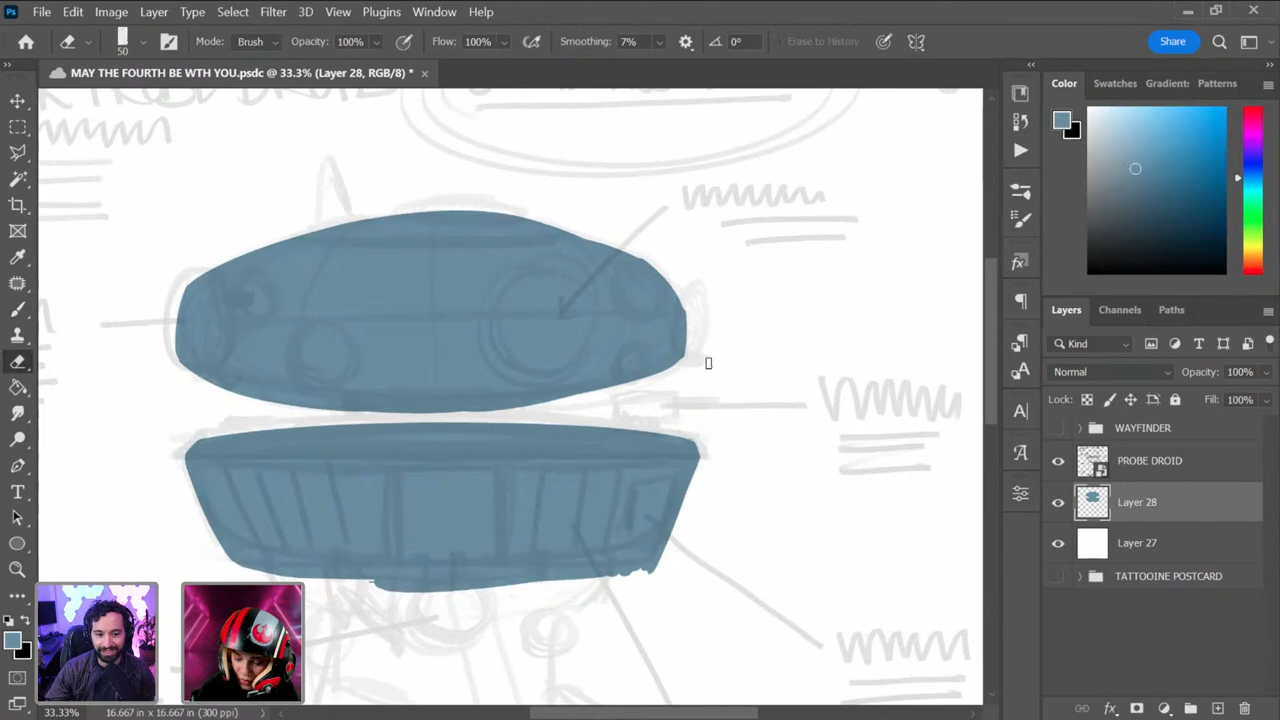 Ps File Edit Image Layer Type Select Filter 3D View Plugins Window Help
50 Mode: Brush Opacity: 100% Flow: 100% Smoothing: 7% 0° Erase to History Share
MAY THE FOURTH BE WTH YOU.psdc @ 33.3% (Layer 28, RGB/8) *
Color Swatches Gradient: Patterns
Layers Channels Paths
Kind
Normal Opacity: 100%
Lock: Fill: 100%
WAYFINDER
PROBE DROID
Layer 28
Layer 27
TATTOOINE POSTCARD
33.33% 16.667 in x 16.667 in (300 ppi)